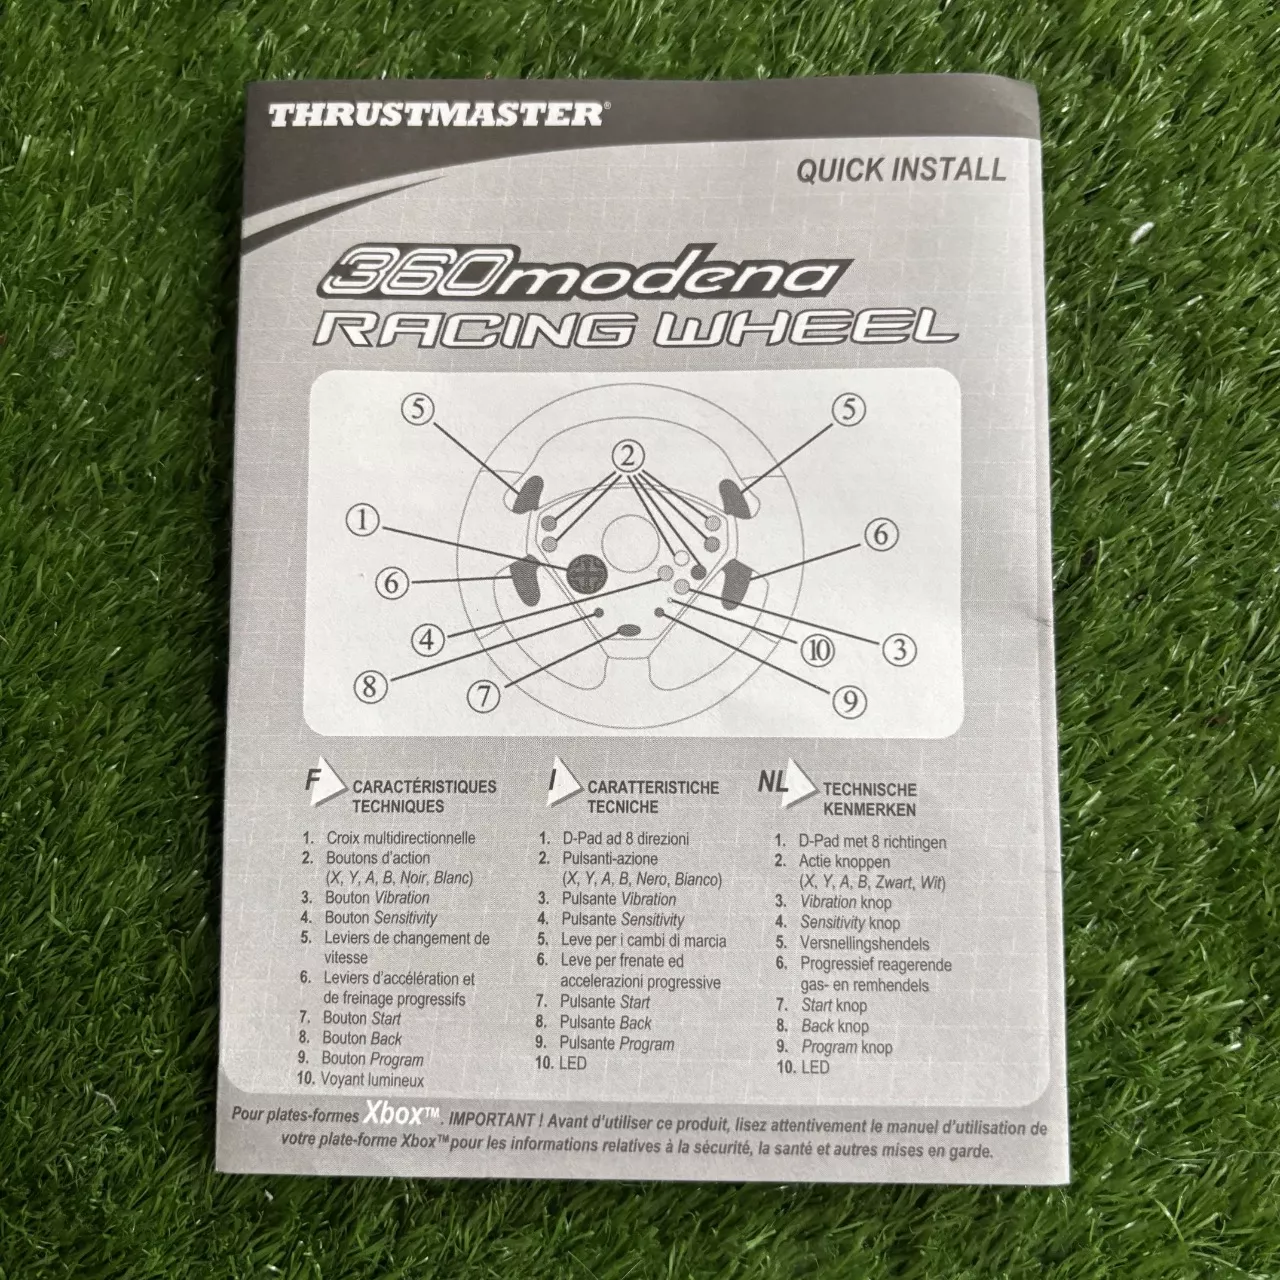 THRUSTMASTER®
QUICK INSTALL
360 modena
RACING WHEEL
5
5
2
1
6
6
4
10
3
8
7
9
F
CARACTÉRISTIQUES
TECHNIQUES
1. Croix multidirectionnelle
2. Boutons d'action
(X, Y, A, B, Noir, Blanc)
3. Bouton Vibration
4. Bouton Sensitivity
5. Leviers de changement de
vitesse
6. Leviers d'accélération et
de freinage progressifs
7. Bouton Start
8. Bouton Back
9. Bouton Program
10. Voyant lumineux
I
CARATTERISTICHE
TECNICHE
1. D-Pad ad 8 direzioni
2. Pulsanti-azione
(X, Y, A, B, Nero, Bianco)
3. Pulsante Vibration
4. Pulsante Sensitivity
5. Leve per i cambi di marcia
6. Leve per frenate ed
accelerazioni progressive
7. Pulsante Start
8. Pulsante Back
9. Pulsante Program
10. LED
NL
TECHNISCHE
KENMERKEN
1. D-Pad met 8 richtingen
2. Actie knoppen
(X, Y, A, B, Zwart, Wit)
3. Vibration knop
4. Sensitivity knop
5. Versnellingshendels
6. Progressief reagerende
gas- en remhendels
7. Start knop
8. Back knop
9. Program knop
10. LED
Pour plates-formes Xbox™. IMPORTANT ! Avant d'utiliser ce produit, lisez attentivement le manuel d'utilisation de
votre plate-forme Xbox™ pour les informations relatives à la sécurité, la santé et autres mises en garde.